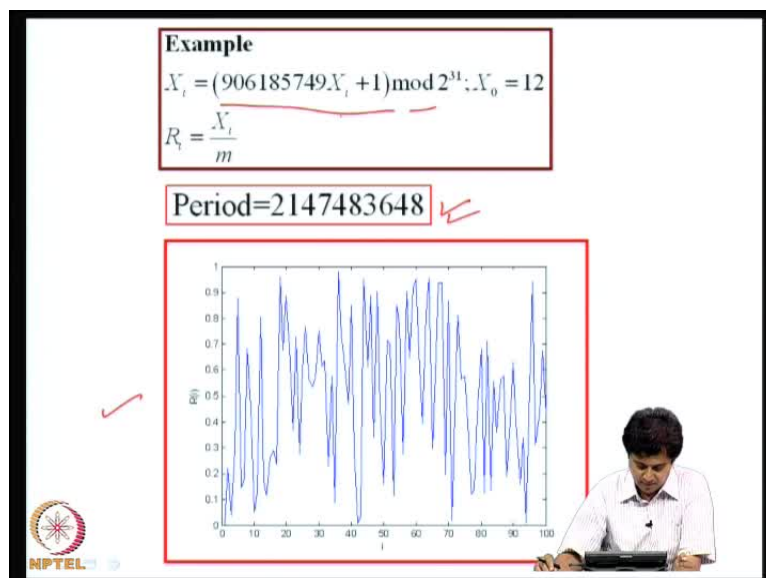 Example
X_i = (906185749X_i + 1) mod 2^31; X_0 = 12
R_i = X_i / m
Period=2147483648
1
0.9
0.8
0.7
0.6
0.5
0.4
0.3
0.2
0.1
0
R(i)
0 10 20 30 40 50 60 70 80 90 100
i
NPTEL